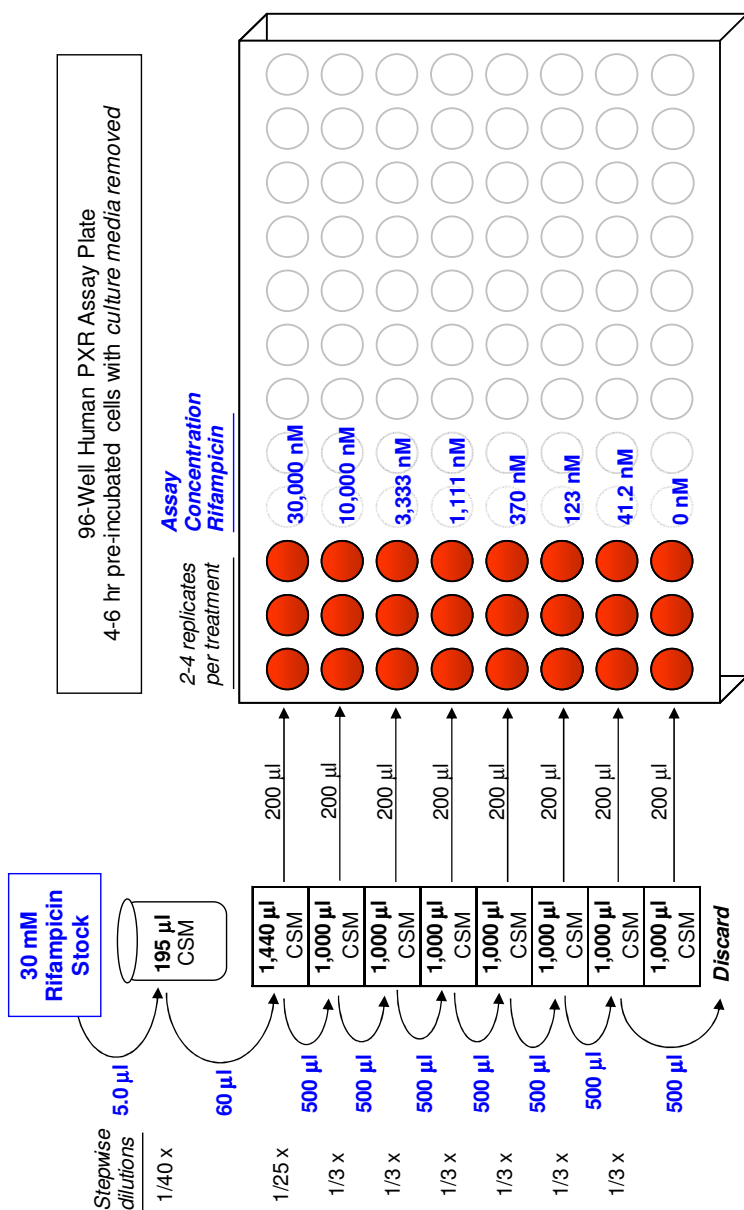 30 mM
Rifampicin
Stock
96-Well Human PXR Assay Plate
4-6 hr pre-incubated cells with culture media removed
Stepwise
dilutions
1/40 x
1/25 x
1/3 x
1/3 x
1/3 x
1/3 x
1/3 x
1/3 x
5.0 µl
60 µl
500 µl
500 µl
500 µl
500 µl
500 µl
500 µl
500 µl
195 µl
CSM
1,440 µl
CSM
1,000 µl
CSM
1,000 µl
CSM
1,000 µl
CSM
1,000 µl
CSM
1,000 µl
CSM
1,000 µl
CSM
1,000 µl
CSM
Discard
200 µl
200 µl
200 µl
200 µl
200 µl
200 µl
200 µl
200 µl
2-4 replicates
per treatment
Assay
Concentration
Rifampicin
30,000 nM
10,000 nM
3,333 nM
1,111 nM
370 nM
123 nM
41.2 nM
0 nM